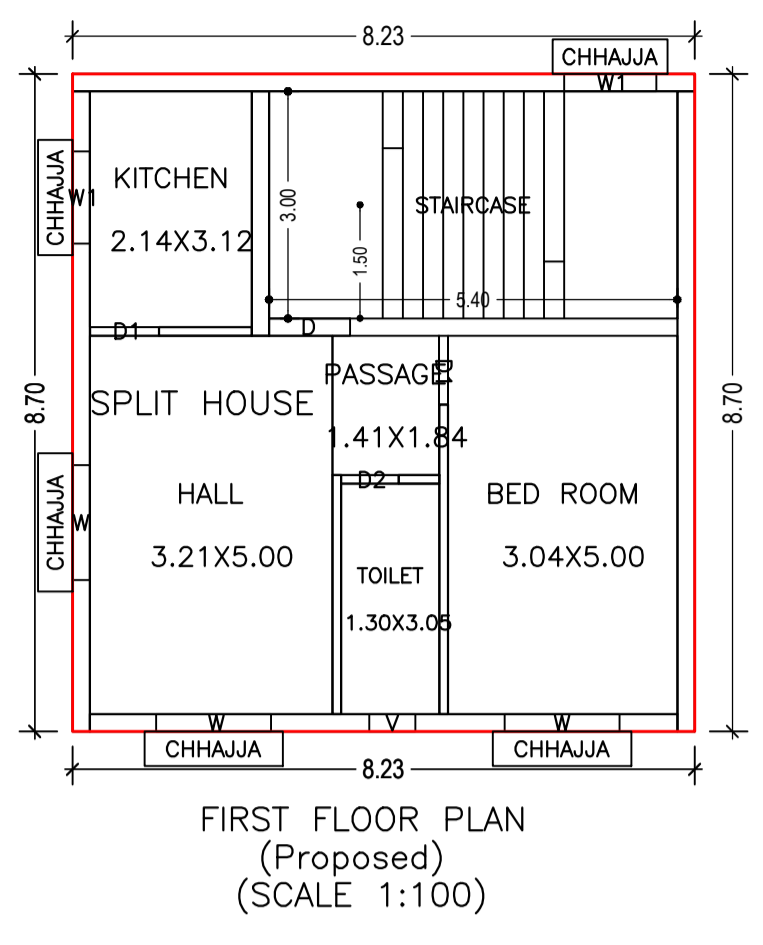 8.23
CHHAJJA
W1
KITCHEN
2.14X3.12
CHHAJJA
W1
3.00
1.50
STAIRCASE
5.40
D1
D
PASSAGE
D1
1.41X1.84
SPLIT HOUSE
8.70
8.70
HALL
3.21X5.00
D2
BED ROOM
3.04X5.00
CHHAJJA
W
TOILET
1.30X3.05
W
V
W
CHHAJJA
CHHAJJA
8.23
FIRST FLOOR PLAN
(Proposed)
(SCALE 1:100)